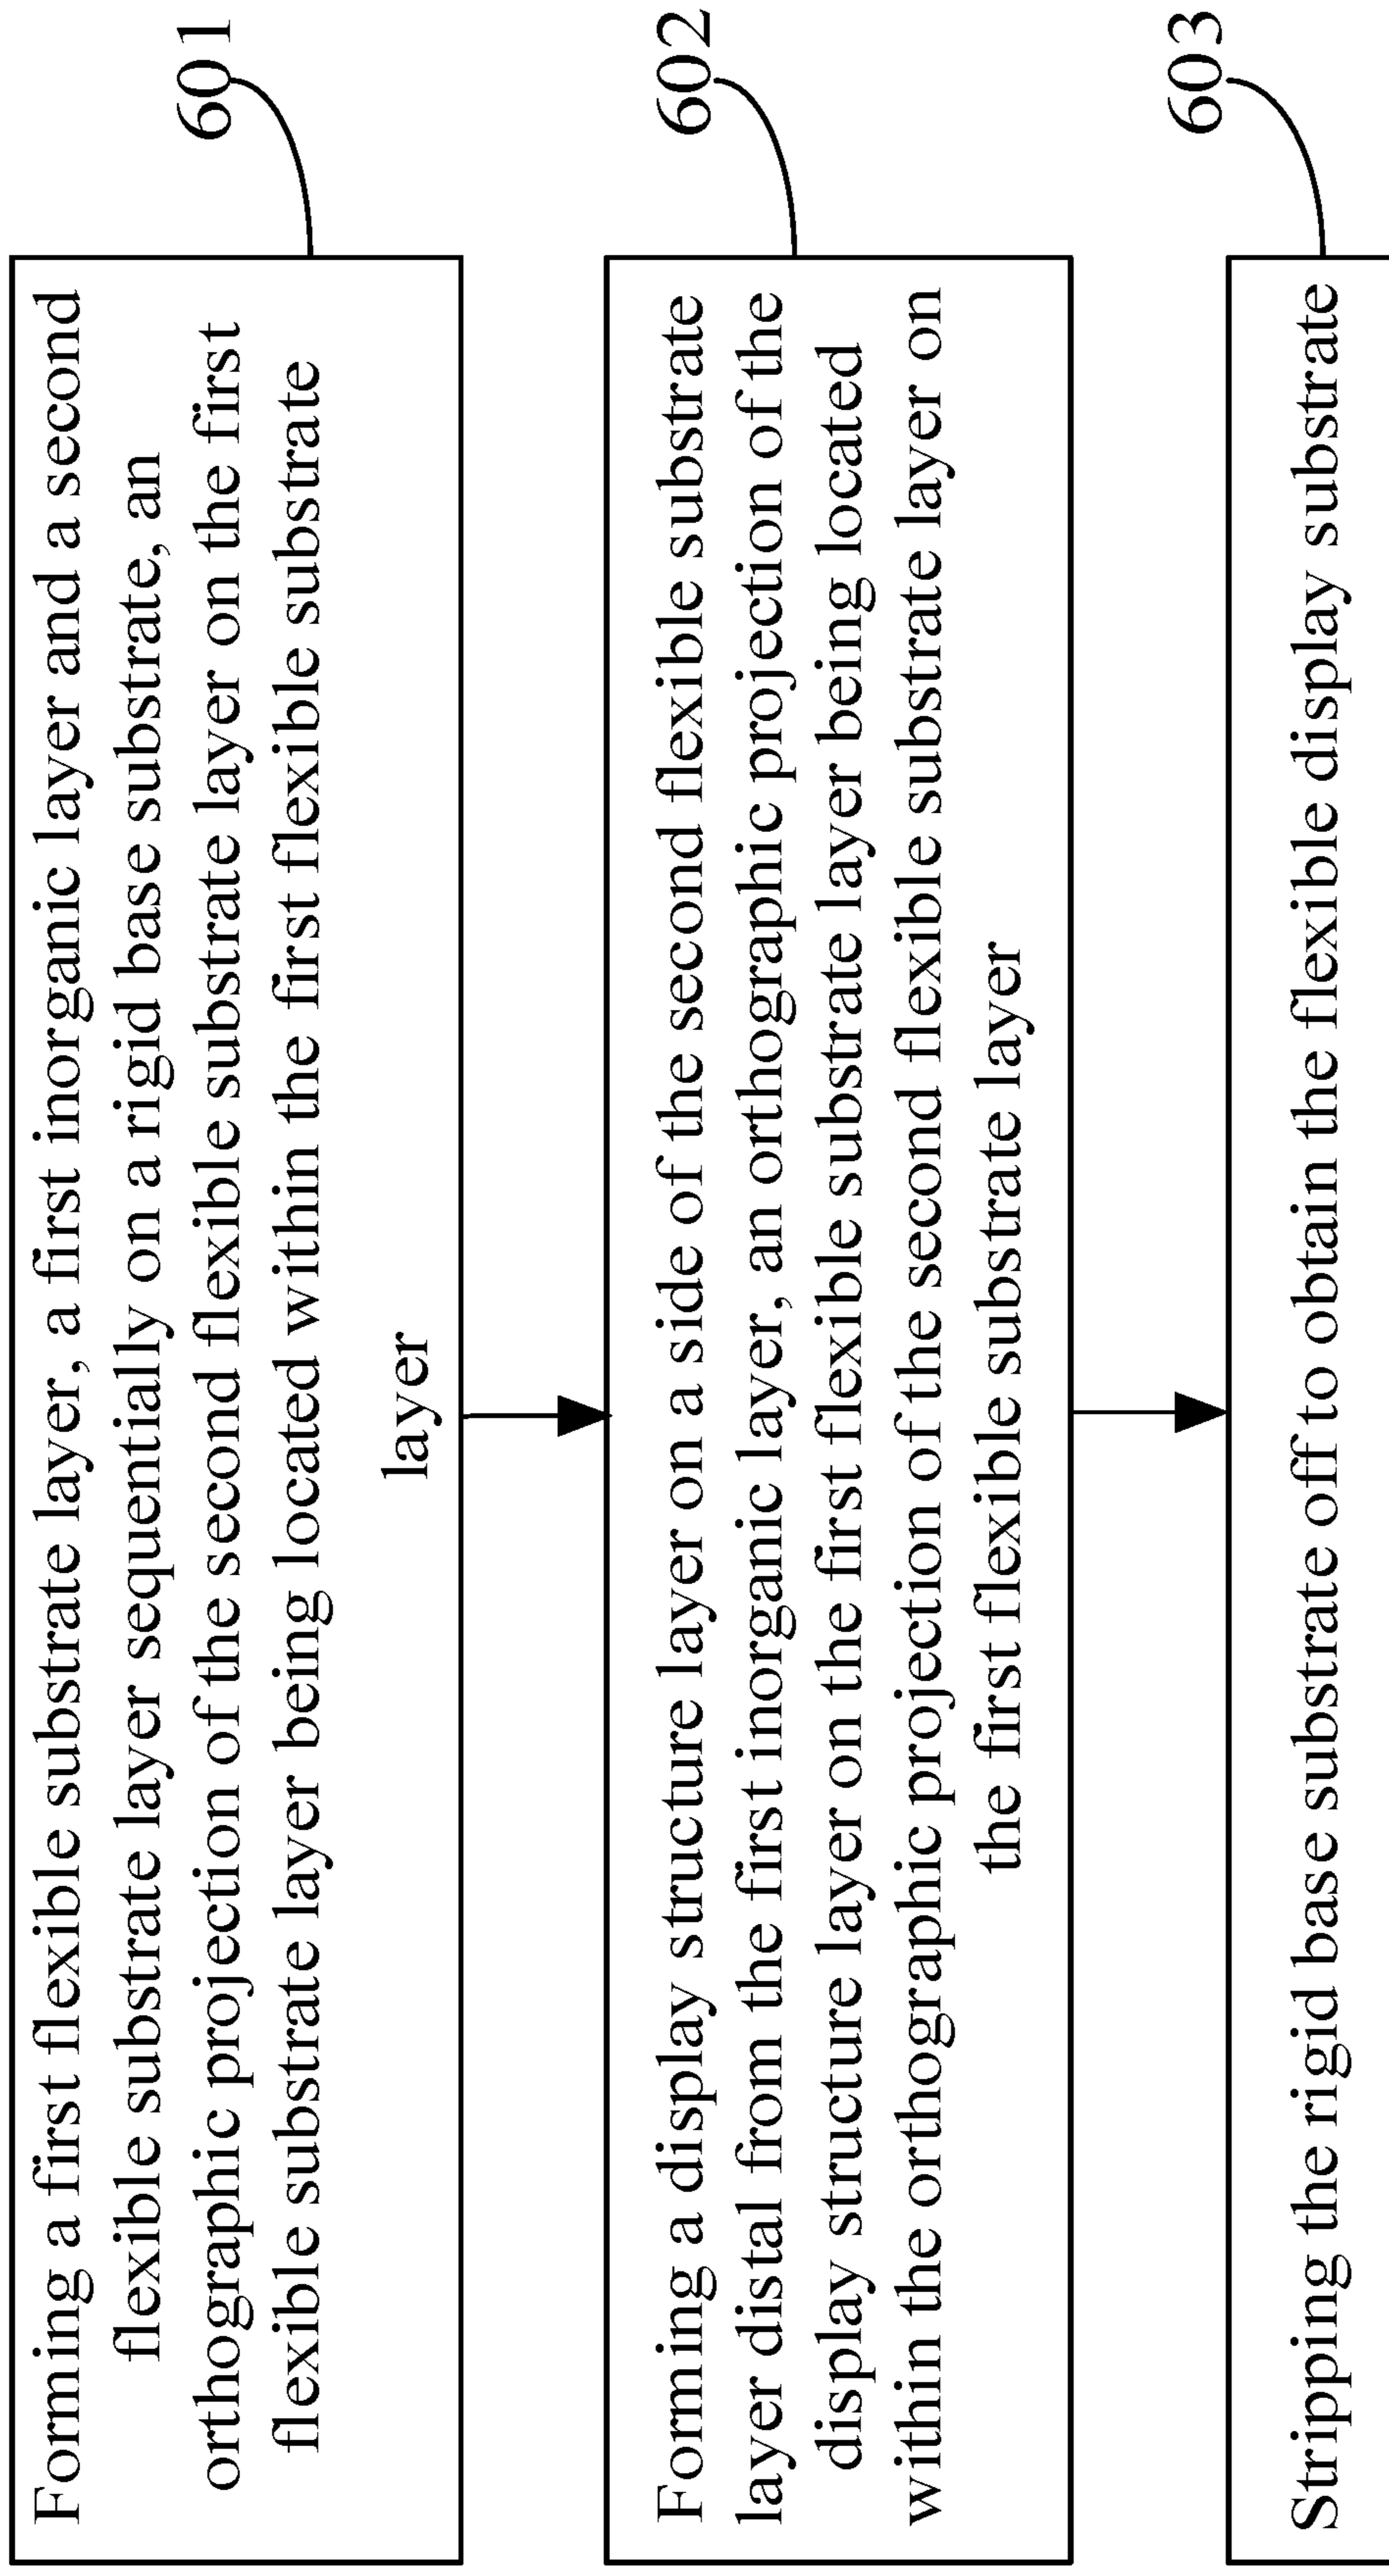 601
Forming a first flexible substrate layer, a first inorganic layer and a second
flexible substrate layer sequentially on a rigid base substrate, an
orthographic projection of the second flexible substrate layer on the first
flexible substrate layer being located within the first flexible substrate
layer
602
Forming a display structure layer on a side of the second flexible substrate
layer distal from the first inorganic layer, an orthographic projection of the
display structure layer on the first flexible substrate layer being located
within the orthographic projection of the second flexible substrate layer on
the first flexible substrate layer
603
Stripping the rigid base substrate off to obtain the flexible display substrate